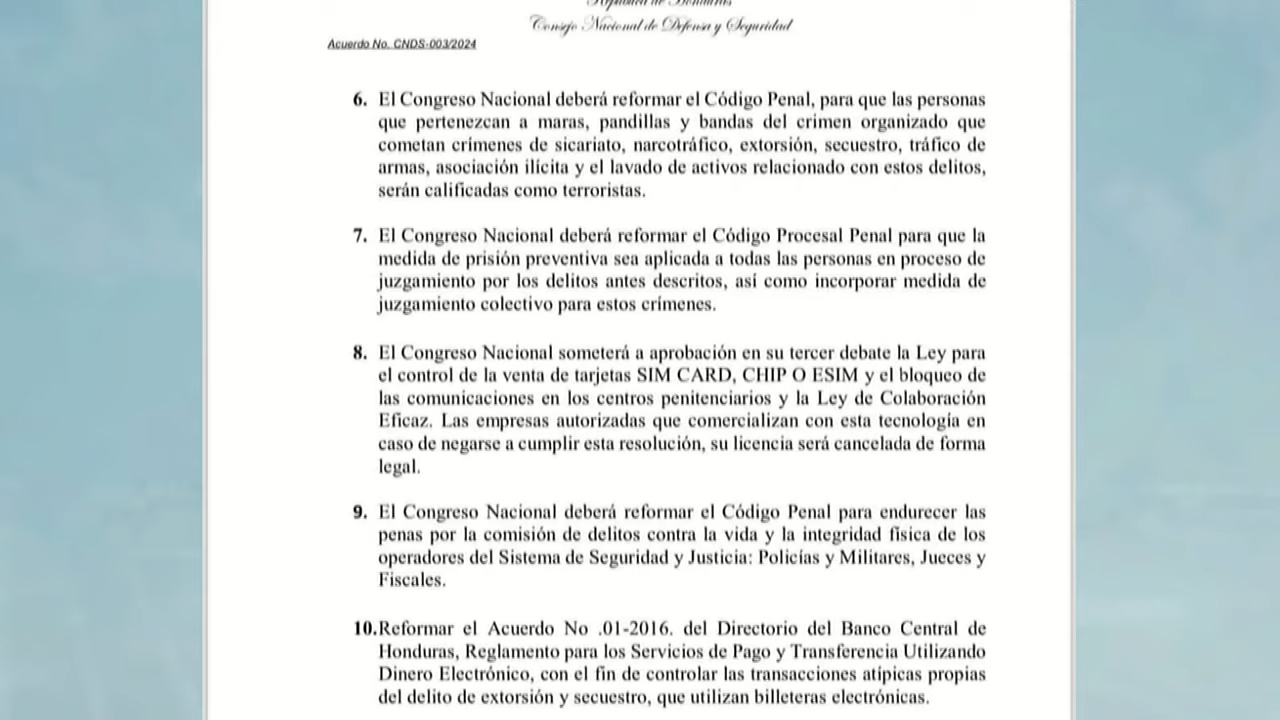 República de Honduras
Consejo Nacional de Defensa y Seguridad
Acuerdo No. CNDS-003/2024
6. El Congreso Nacional deberá reformar el Código Penal, para que las personas
que pertenezcan a maras, pandillas y bandas del crimen organizado que
cometan crímenes de sicariato, narcotráfico, extorsión, secuestro, tráfico de
armas, asociación ilícita y el lavado de activos relacionado con estos delitos,
serán calificadas como terroristas.
7. El Congreso Nacional deberá reformar el Código Procesal Penal para que la
medida de prisión preventiva sea aplicada a todas las personas en proceso de
juzgamiento por los delitos antes descritos, así como incorporar medida de
juzgamiento colectivo para estos crímenes.
8. El Congreso Nacional someterá a aprobación en su tercer debate la Ley para
el control de la venta de tarjetas SIM CARD, CHIP O ESIM y el bloqueo de
las comunicaciones en los centros penitenciarios y la Ley de Colaboración
Eficaz. Las empresas autorizadas que comercializan con esta tecnología en
caso de negarse a cumplir esta resolución, su licencia será cancelada de forma
legal.
9. El Congreso Nacional deberá reformar el Código Penal para endurecer las
penas por la comisión de delitos contra la vida y la integridad física de los
operadores del Sistema de Seguridad y Justicia: Policías y Militares, Jueces y
Fiscales.
10.Reformar el Acuerdo No .01-2016. del Directorio del Banco Central de
Honduras, Reglamento para los Servicios de Pago y Transferencia Utilizando
Dinero Electrónico, con el fin de controlar las transacciones atípicas propias
del delito de extorsión y secuestro, que utilizan billeteras electrónicas.